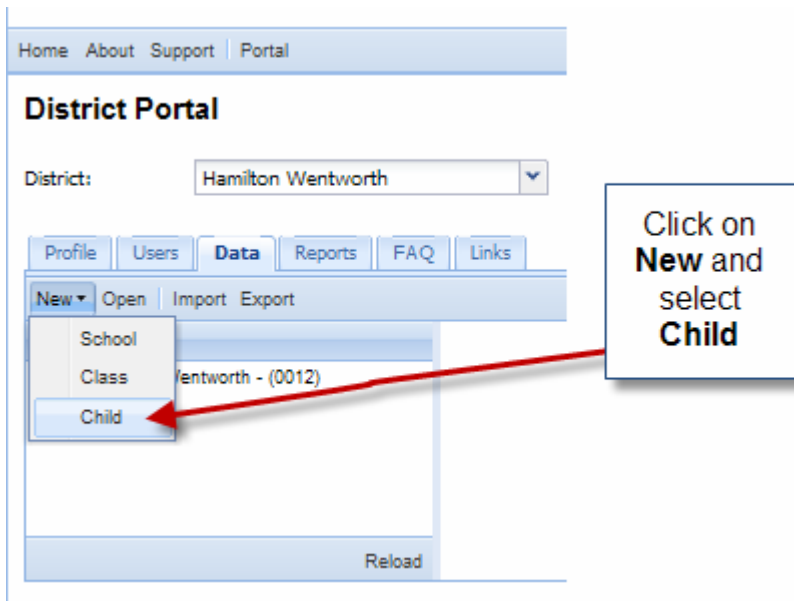 Home About Support Portal
District Portal
District: Hamilton Wentworth
Profile Users Data Reports FAQ Links
New Open Import Export
School
Class
entworth - (0012)
Child
Reload
Click on
New and
select
Child